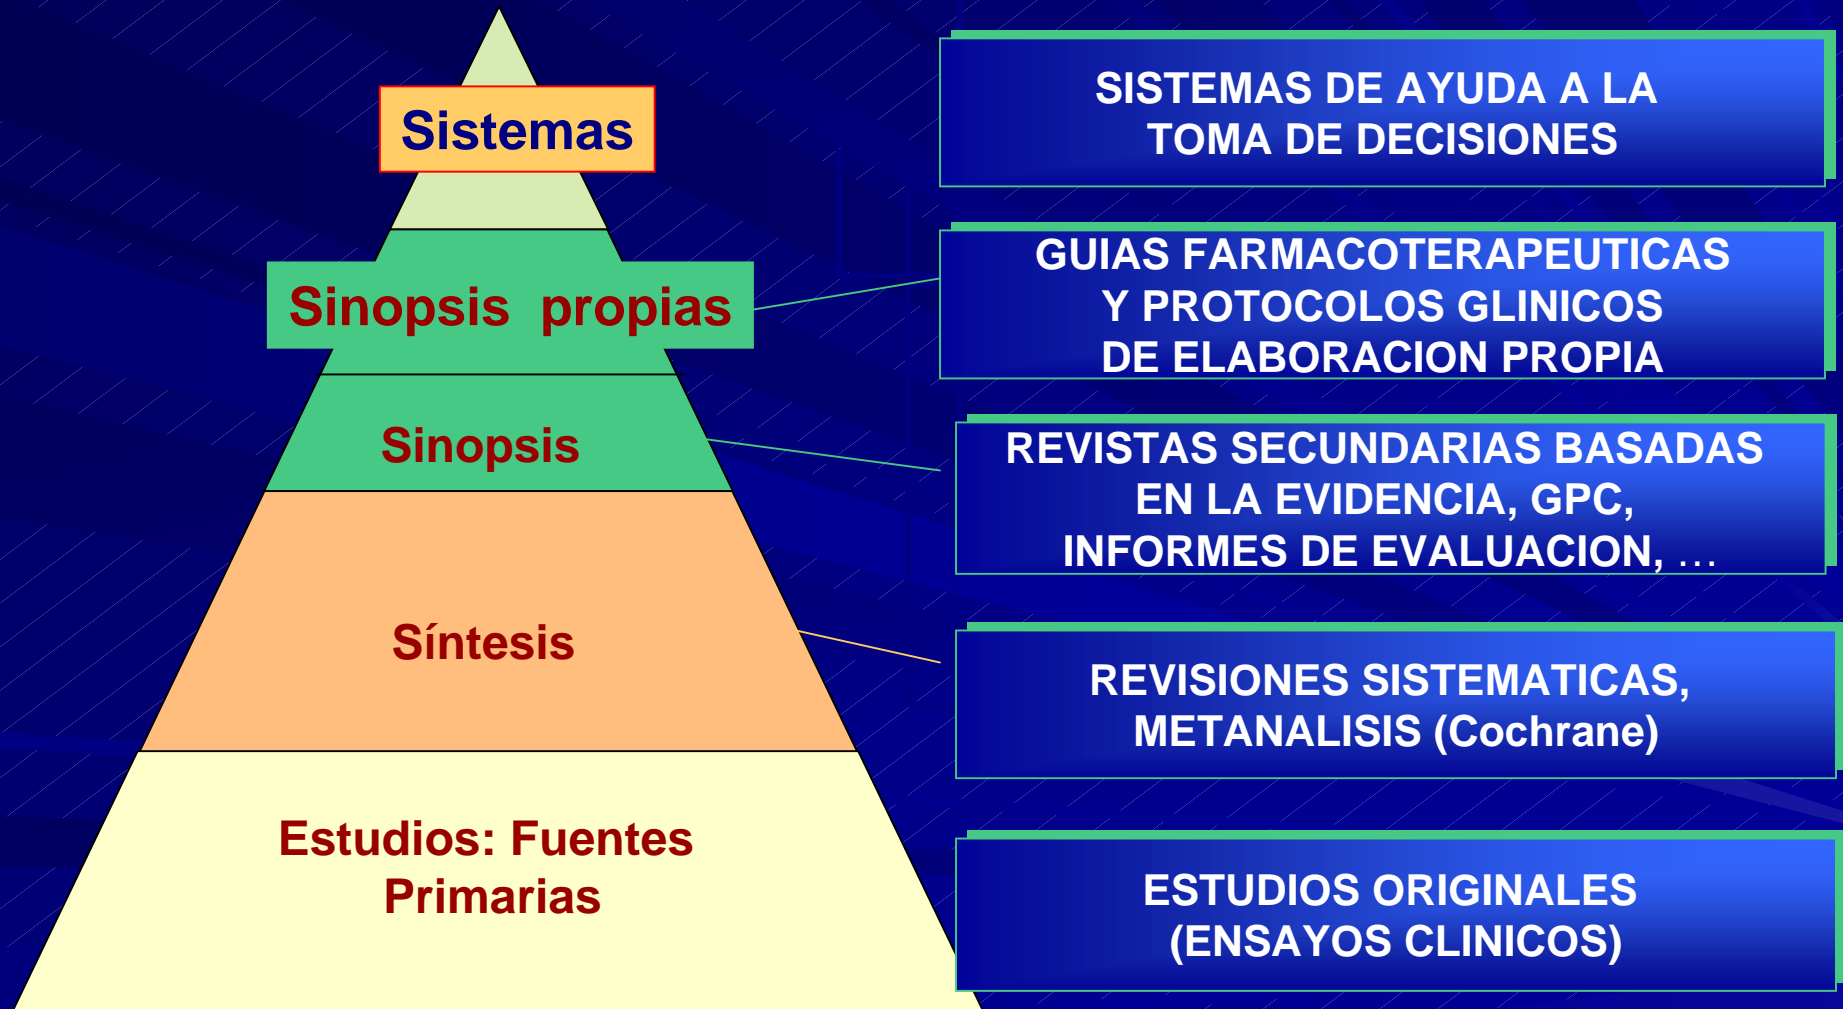 Sistemas
SISTEMAS DE AYUDA A LA
TOMA DE DECISIONES
Sinopsis propias
GUIAS FARMACOTERAPEUTICAS
Y PROTOCOLOS GLINICOS
DE ELABORACION PROPIA
Sinopsis
REVISTAS SECUNDARIAS BASADAS
EN LA EVIDENCIA, GPC,
INFORMES DE EVALUACION, …
Síntesis
REVISIONES SISTEMATICAS,
METANALISIS (Cochrane)
Estudios: Fuentes
Primarias
ESTUDIOS ORIGINALES
(ENSAYOS CLINICOS)